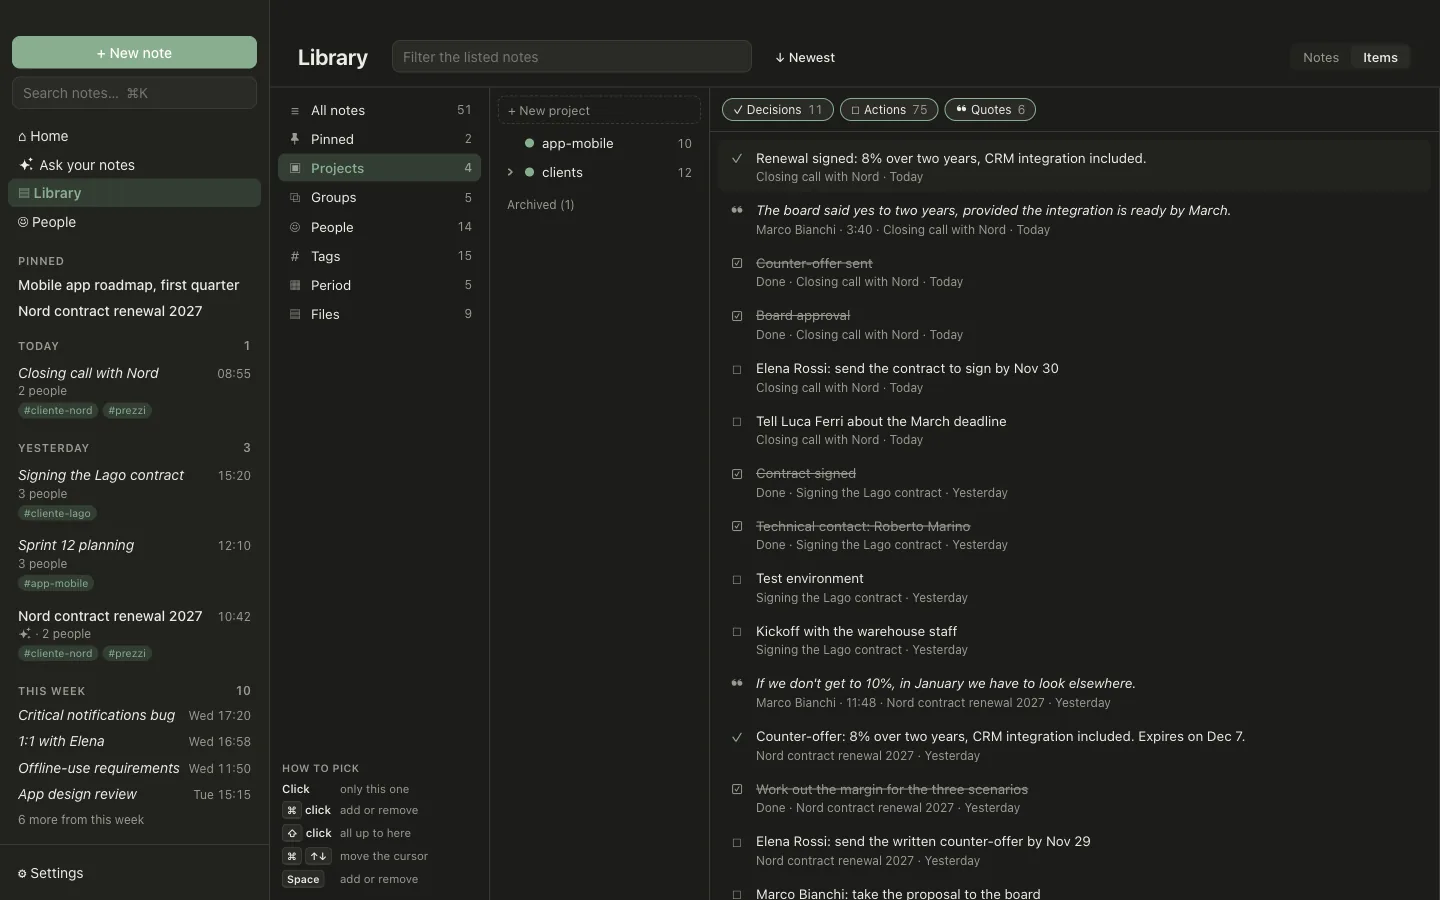 + New note
Search notes... ⌘K
Home
Ask your notes
Library
People
PINNED
Mobile app roadmap, first quarter
Nord contract renewal 2027
TODAY 1
Closing call with Nord 08:55
2 people
#cliente-nord #prezzi
YESTERDAY 3
Signing the Lago contract 15:20
3 people
#cliente-lago
Sprint 12 planning 12:10
3 people
#app-mobile
Nord contract renewal 2027 10:42
· 2 people
#cliente-nord #prezzi
THIS WEEK 10
Critical notifications bug Wed 17:20
1:1 with Elena Wed 16:58
Offline-use requirements Wed 11:50
App design review Tue 15:15
6 more from this week
Settings
Library
Filter the listed notes
↓ Newest
Notes Items
All notes 51
Pinned 2
Projects 4
Groups 5
People 14
# Tags 15
Period 5
Files 9
HOW TO PICK
Click only this one
⌘ click add or remove
⇧ click all up to here
⌘ ↑↓ move the cursor
Space add or remove
+ New project
app-mobile 10
clients 12
Archived (1)
✓ Decisions 11 □ Actions 75 ❝ Quotes 6
Renewal signed: 8% over two years, CRM integration included.
Closing call with Nord · Today
The board said yes to two years, provided the integration is ready by March.
Marco Bianchi · 3:40 · Closing call with Nord · Today
Counter-offer sent
Done · Closing call with Nord · Today
Board approval
Done · Closing call with Nord · Today
Elena Rossi: send the contract to sign by Nov 30
Closing call with Nord · Today
Tell Luca Ferri about the March deadline
Closing call with Nord · Today
Contract signed
Done · Signing the Lago contract · Yesterday
Technical contact: Roberto Marino
Done · Signing the Lago contract · Yesterday
Test environment
Signing the Lago contract · Yesterday
Kickoff with the warehouse staff
Signing the Lago contract · Yesterday
If we don't get to 10%, in January we have to look elsewhere.
Marco Bianchi · 11:48 · Nord contract renewal 2027 · Yesterday
Counter-offer: 8% over two years, CRM integration included. Expires on Dec 7.
Nord contract renewal 2027 · Yesterday
Work out the margin for the three scenarios
Done · Nord contract renewal 2027 · Yesterday
Elena Rossi: send the written counter-offer by Nov 29
Nord contract renewal 2027 · Yesterday
Marco Bianchi: take the proposal to the board